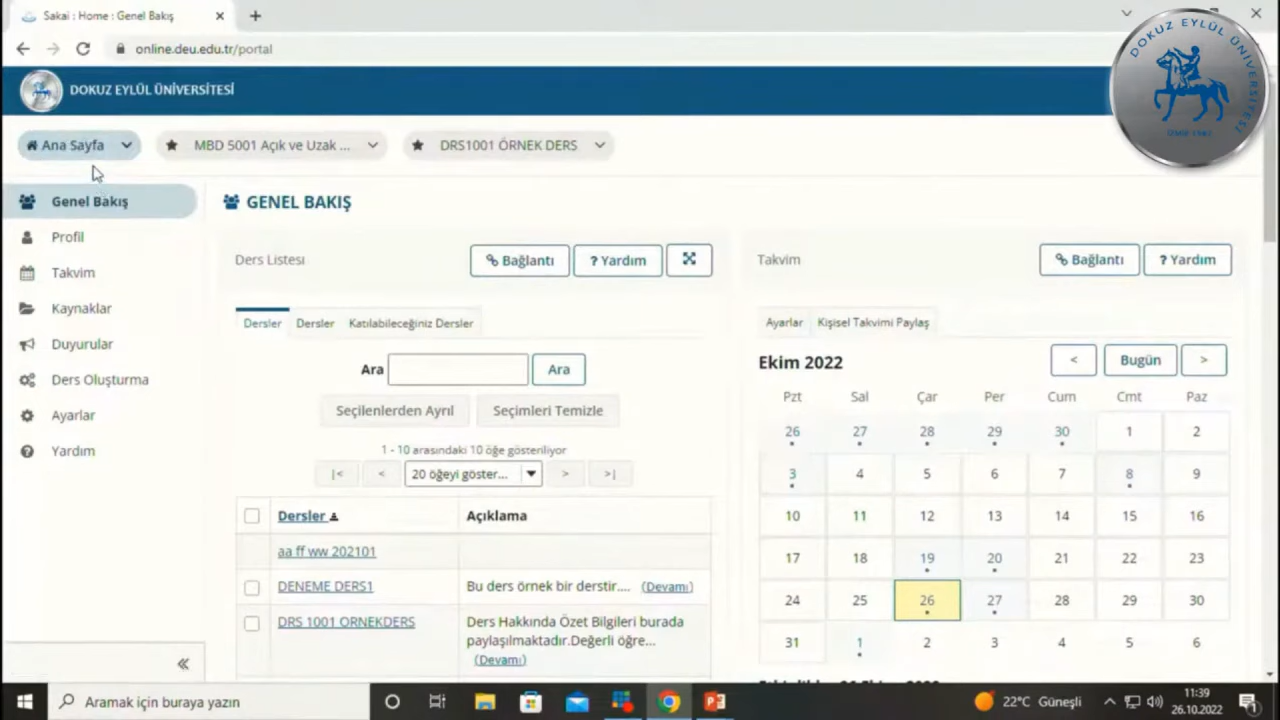 Sakai : Home : Genel Bakış
online.deu.edu.tr/portal
DOKUZ EYLÜL ÜNİVERSİTESİ
DOKUZ EYLÜL ÜNİVERSİTESİ
Ana Sayfa
MBD 5001 Açık ve Uzak ...
DRS1001 ÖRNEK DERS
Genel Bakış
Profil
Takvim
Kaynaklar
Duyurular
Ders Oluşturma
Ayarlar
Yardım
GENEL BAKIŞ
Ders Listesi
Bağlantı
? Yardım
Dersler
Dersler
Katılabileceğiniz Dersler
Ara
Ara
Seçilenlerden Ayrıl
Seçimleri Temizle
1 - 10 arasındaki 10 öğe gösteriliyor
|< < 20 öğeyi göster... > >|
Dersler Açıklama
aa ff ww 202101
DENEME DERS1 Bu ders örnek bir derstir.... (Devamı)
DRS 1001 ORNEKDERS Ders Hakkında Özet Bilgileri burada
paylaşılmaktadır.Değerli öğre...
(Devamı)
Takvim
Bağlantı
? Yardım
Ayarlar
Kişisel Takvimi Paylaş
Ekim 2022
< Bugün >
Pzt Sal Çar Per Cum Cmt Paz
26 27 28 29 30 1 2
3 4 5 6 7 8 9
10 11 12 13 14 15 16
17 18 19 20 21 22 23
24 25 26 27 28 29 30
31 1 2 3 4 5 6
Aramak için buraya yazın
22°C Güneşli
11:39
26.10.2022
1